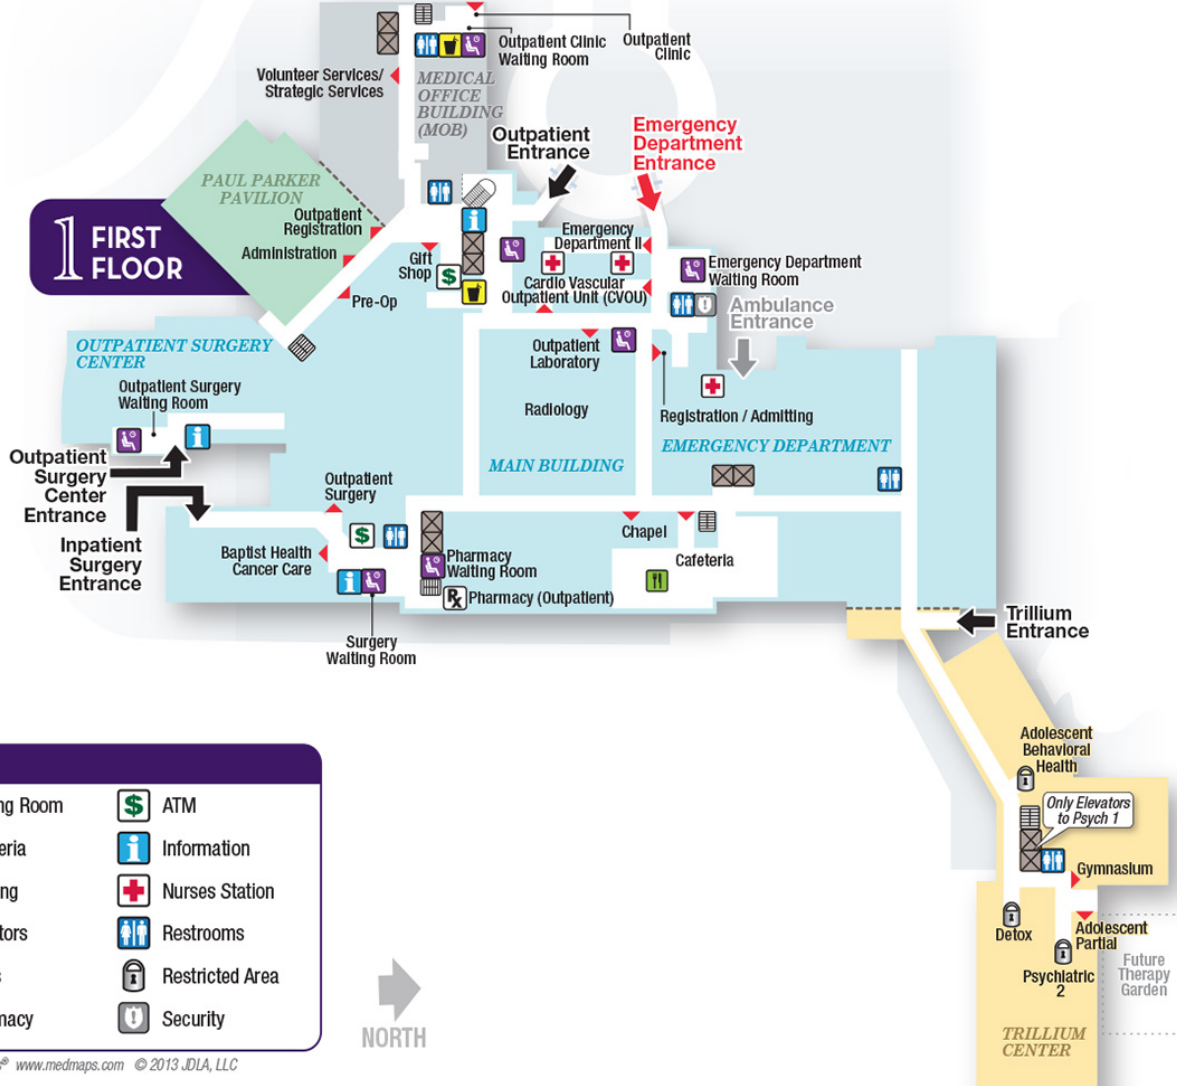 Outpatient Clinic
Waiting Room
Outpatient
Clinic
Volunteer Services/
Strategic Services
MEDICAL
OFFICE
BUILDING
(MOB)
Outpatient
Entrance
Emergency
Department
Entrance
PAUL PARKER
PAVILION
1 FIRST
FLOOR
Outpatient
Registration
Administration
Pre-Op
Gift
Shop
Emergency
Department II
Cardio Vascular
Outpatient Unit (CVOU)
Emergency Department
Waiting Room
Ambulance
Entrance
OUTPATIENT SURGERY
CENTER
Outpatient Surgery
Waiting Room
Outpatient
Laboratory
Radiology
Registration / Admitting
EMERGENCY DEPARTMENT
MAIN BUILDING
Outpatient
Surgery
Center
Entrance
Outpatient
Surgery
Inpatient
Surgery
Entrance
Baptist Health
Cancer Care
Pharmacy
Waiting Room
Rx Pharmacy (Outpatient)
Chapel
Cafeteria
Surgery
Waiting Room
Trillium
Entrance
Adolescent
Behavioral
Health
Only Elevators
to Psych 1
Gymnasium
Detox
Adolescent
Partial
Psychiatric
2
Future
Therapy
Garden
TRILLIUM
CENTER
ng Room
$ ATM
eria
i Information
ng
Nurses Station
tors
Restrooms
s
Restricted Area
macy
Security
NORTH
s® www.medmaps.com © 2013 JDLA, LLC